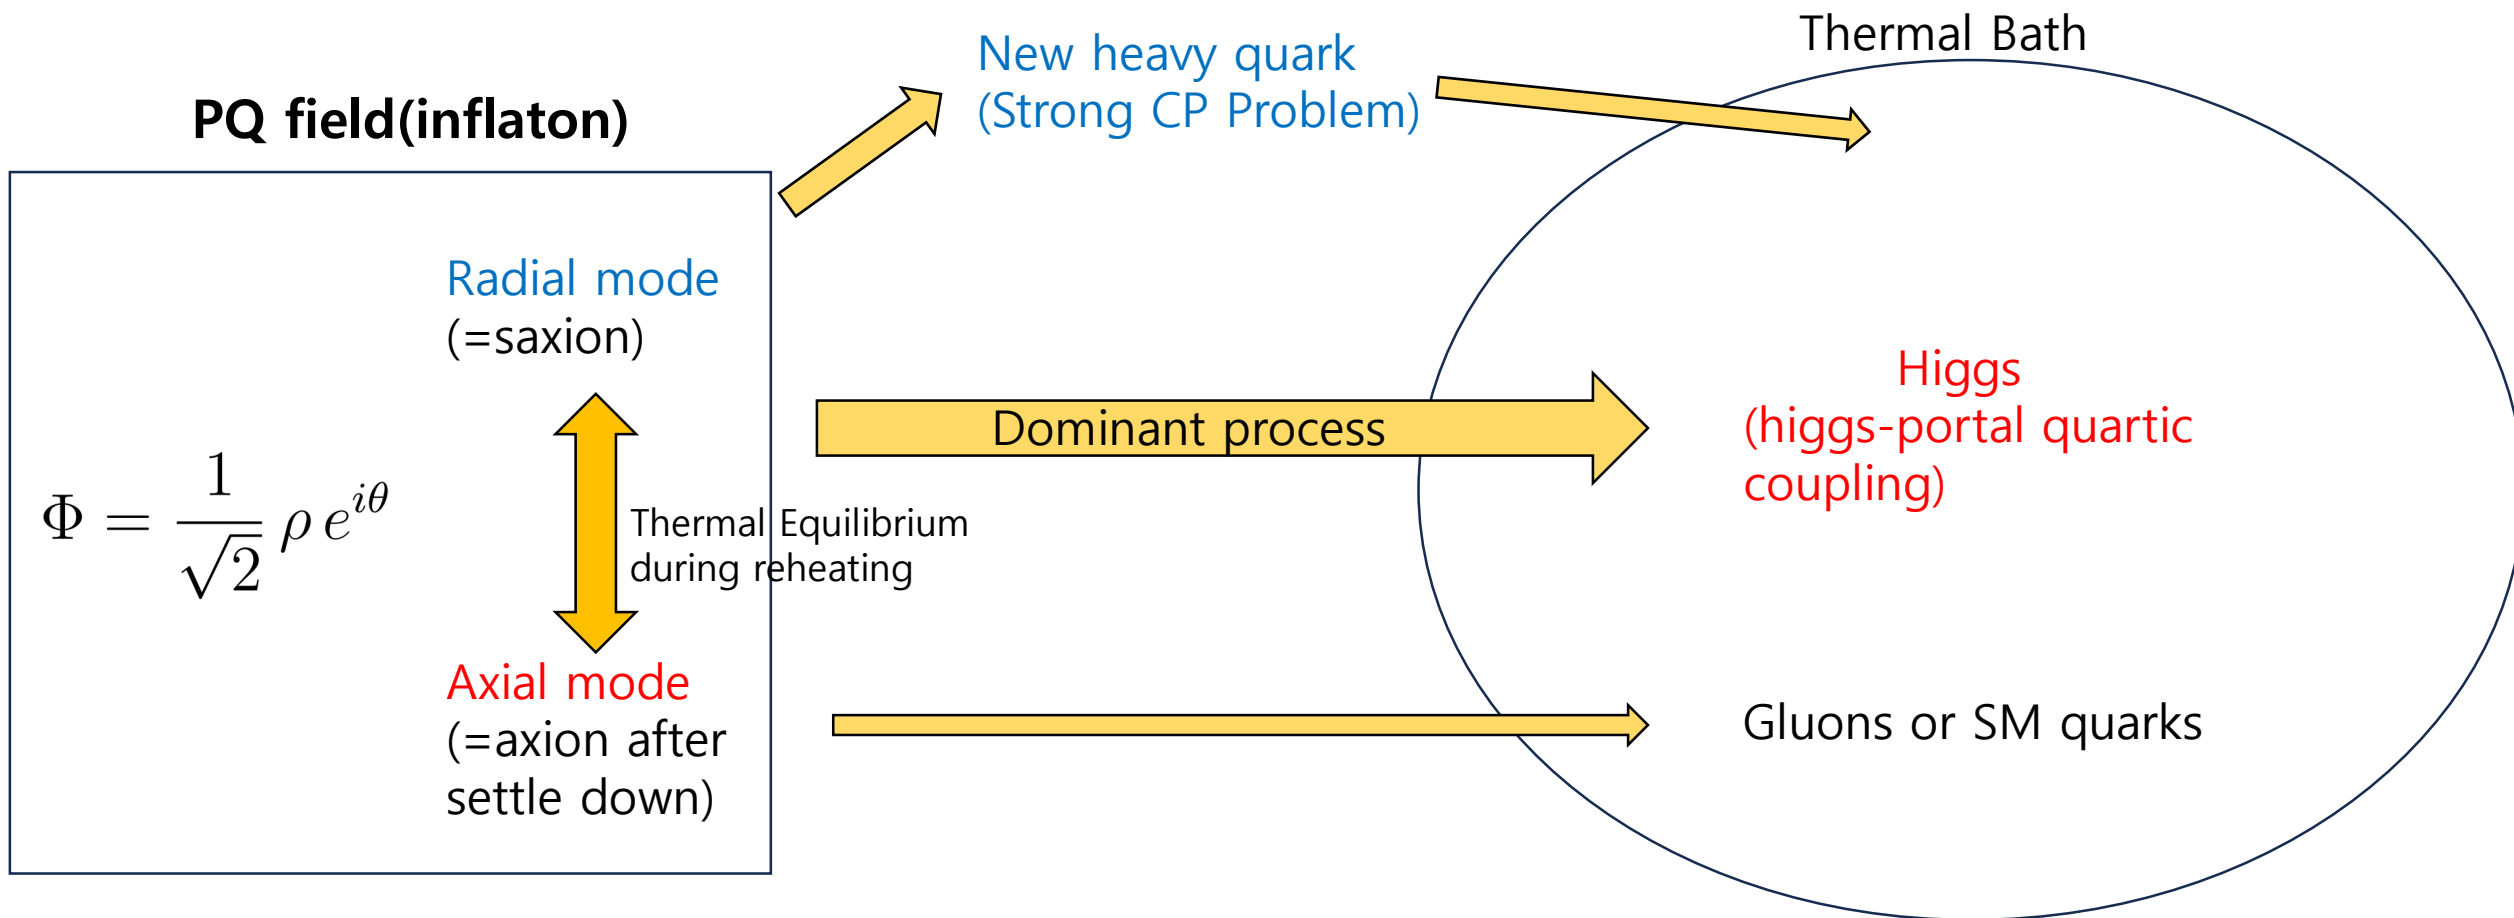 New heavy quark
(Strong CP Problem)
Thermal Bath
PQ field(inflaton)
Radial mode
(=saxion)
Φ = 1/√2 ρ e^{iθ}
Thermal Equilibrium
during reheating
Axial mode
(=axion after
settle down)
Dominant process
Higgs
(higgs-portal quartic
coupling)
Gluons or SM quarks